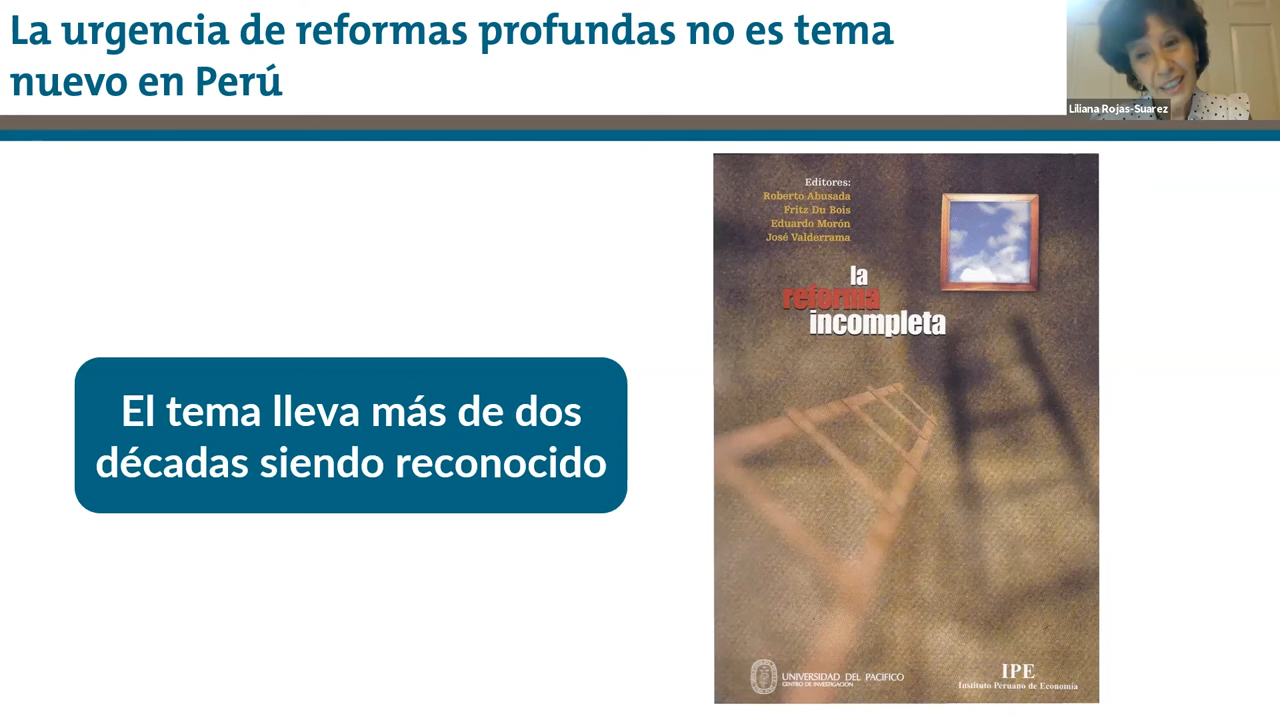 La urgencia de reformas profundas no es tema
nuevo en Perú
Liliana Rojas-Suarez
Editores:
Roberto Abusada
Fritz Du Bois
Eduardo Morón
José Valderrama
la
reforma
incompleta
El tema lleva más de dos
décadas siendo reconocido
UNIVERSIDAD DEL PACIFICO
CENTRO DE INVESTIGACIÓN
IPE
Instituto Peruano de Economía